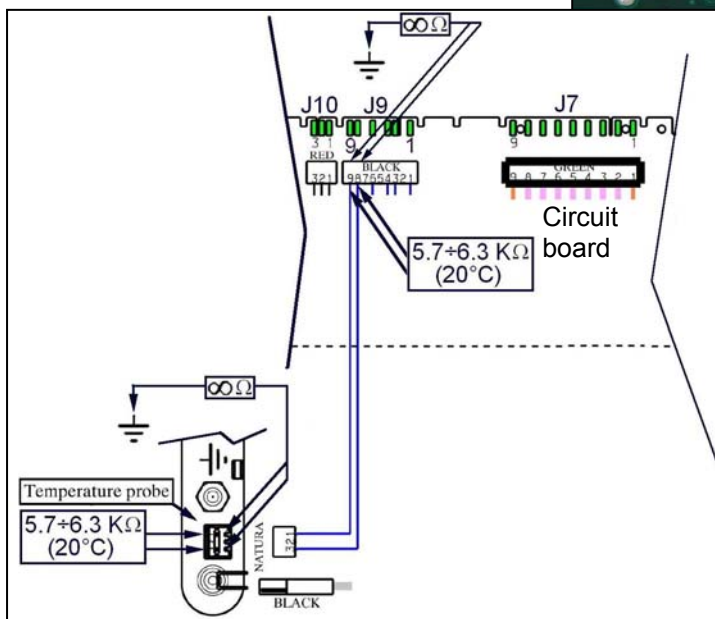 ∞ Ω
J10 J9 J7
3 1 9 1 9 1
RED BLACK GREEN
321 987654321 9 8 7 6 5 4 3 2 1
Circuit
board
5.7÷6.3 KΩ
(20°C)
∞ Ω
Temperature probe
5.7÷6.3 KΩ
(20°C)
NATURA
321
BLACK